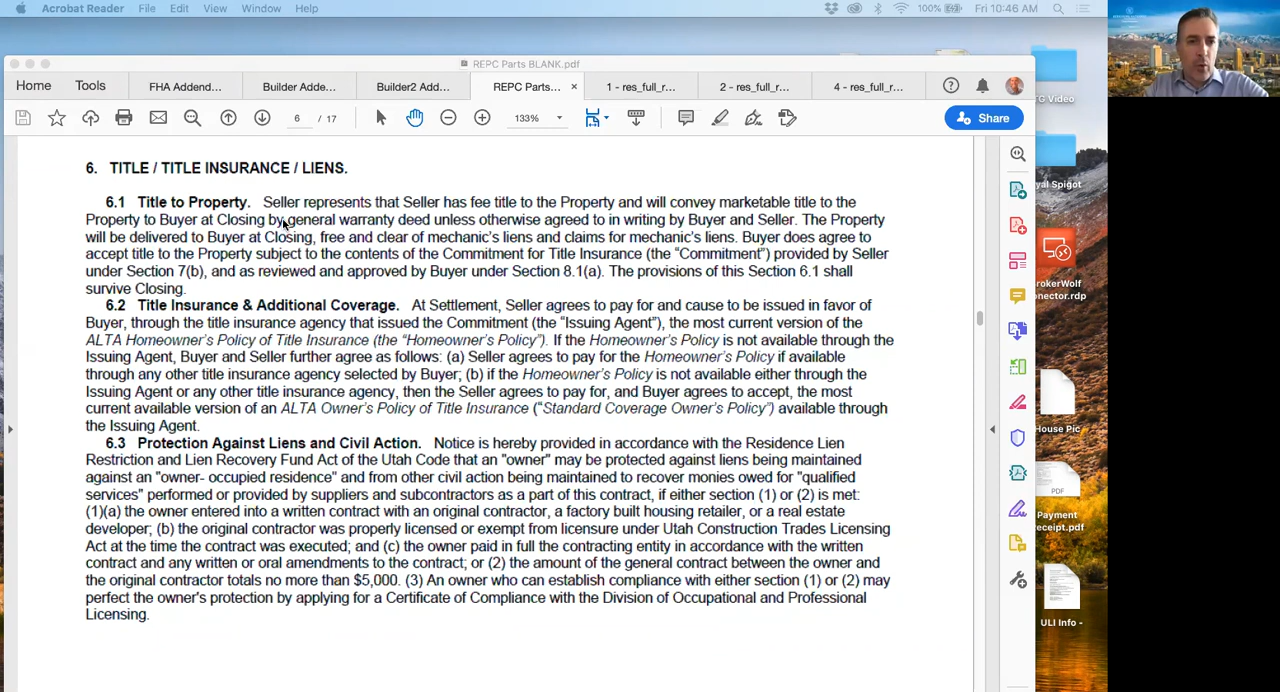 Acrobat Reader File Edit View Window Help 100% Fri 10:46 AM
REPC Parts BLANK.pdf
Home Tools FHA Addend... Builder Adde... Builder2 Add... REPC Parts... × 1 - res_full_r... 2 - res_full_r... 4 - res_full_r...
6 / 17 133% Share
6. TITLE / TITLE INSURANCE / LIENS.
6.1 Title to Property. Seller represents that Seller has fee title to the Property and will convey marketable title to the
Property to Buyer at Closing by general warranty deed unless otherwise agreed to in writing by Buyer and Seller. The Property
will be delivered to Buyer at Closing, free and clear of mechanic's liens and claims for mechanic's liens. Buyer does agree to
accept title to the Property subject to the contents of the Commitment for Title Insurance (the “Commitment”) provided by Seller
under Section 7(b), and as reviewed and approved by Buyer under Section 8.1(a). The provisions of this Section 6.1 shall
survive Closing.
6.2 Title Insurance & Additional Coverage. At Settlement, Seller agrees to pay for and cause to be issued in favor of
Buyer, through the title insurance agency that issued the Commitment (the “Issuing Agent”), the most current version of the
ALTA Homeowner's Policy of Title Insurance (the “Homeowner's Policy”). If the Homeowner's Policy is not available through the
Issuing Agent, Buyer and Seller further agree as follows: (a) Seller agrees to pay for the Homeowner's Policy if available
through any other title insurance agency selected by Buyer; (b) if the Homeowner's Policy is not available either through the
Issuing Agent or any other title insurance agency, then the Seller agrees to pay for, and Buyer agrees to accept, the most
current available version of an ALTA Owner's Policy of Title Insurance (“Standard Coverage Owner's Policy”) available through
the Issuing Agent.
6.3 Protection Against Liens and Civil Action. Notice is hereby provided in accordance with the Residence Lien
Restriction and Lien Recovery Fund Act of the Utah Code that an "owner" may be protected against liens being maintained
against an "owner- occupied residence" and from other civil action being maintained to recover monies owed for "qualified
services" performed or provided by suppliers and subcontractors as a part of this contract, if either section (1) or (2) is met:
(1)(a) the owner entered into a written contract with an original contractor, a factory built housing retailer, or a real estate
developer; (b) the original contractor was properly licensed or exempt from licensure under Utah Construction Trades Licensing
Act at the time the contract was executed; and (c) the owner paid in full the contracting entity in accordance with the written
contract and any written or oral amendments to the contract; or (2) the amount of the general contract between the owner and
the original contractor totals no more than $5,000. (3) An owner who can establish compliance with either section (1) or (2) may
perfect the owner's protection by applying for a Certificate of Compliance with the Division of Occupational and Professional
Licensing.
TG Video
yal Spigot
rokerWolf
onector.rdp
House Pic
PDF
Payment
eceipt.pdf
ULI Info -